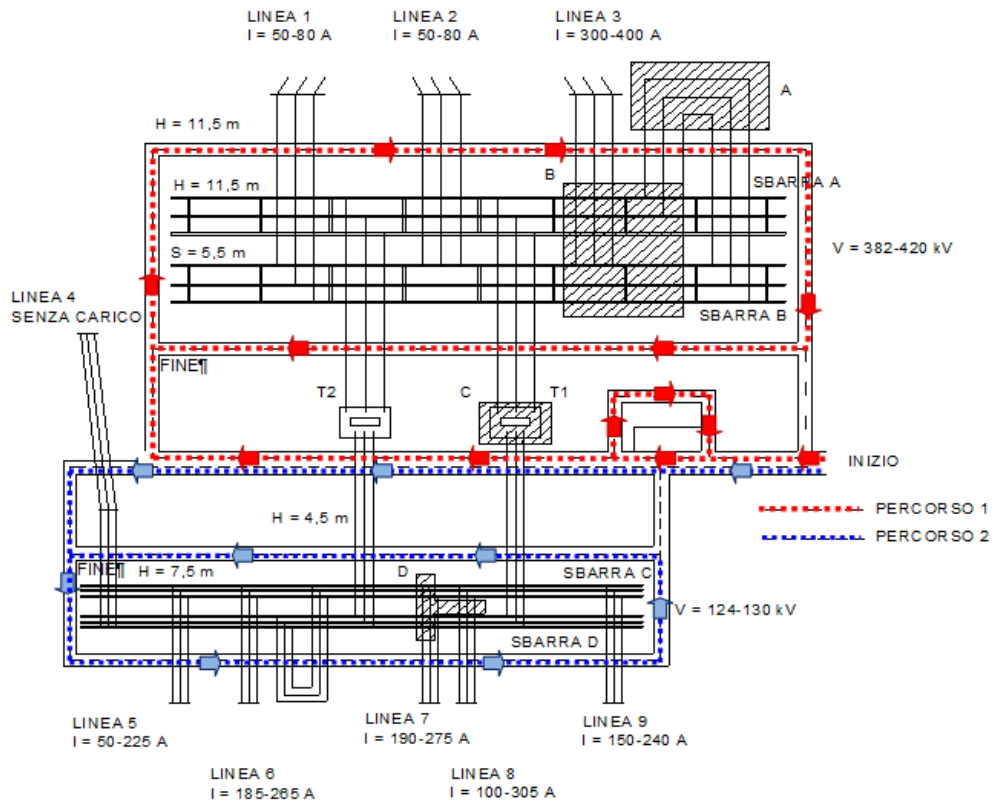 LINEA 1
I = 50-80 A
LINEA 2
I = 50-80 A
LINEA 3
I = 300-400 A
A
H = 11,5 m
B
H = 11,5 m
SBARRA A
S = 5,5 m
V = 382-420 kV
LINEA 4
SENZA CARICO
SBARRA B
FINE¶
T2
C
T1
INIZIO
PERCORSO 1
H = 4,5 m
PERCORSO 2
FINE¶
H = 7,5 m
D
SBARRA C
V = 124-130 kV
SBARRA D
LINEA 5
I = 50-225 A
LINEA 7
I = 190-275 A
LINEA 9
I = 150-240 A
LINEA 6
I = 185-265 A
LINEA 8
I = 100-305 A